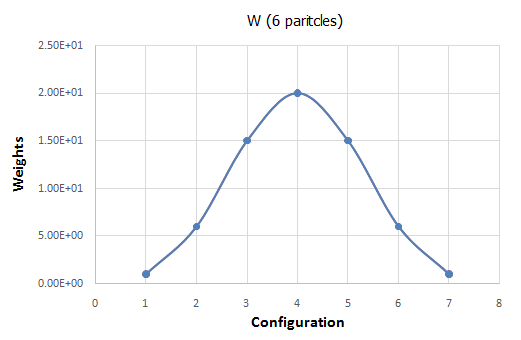 W (6 paritcles)
2.50E+01
2.00E+01
1.50E+01
1.00E+01
5.00E+00
0.00E+00
Weights
0 1 2 3 4 5 6 7 8
Configuration